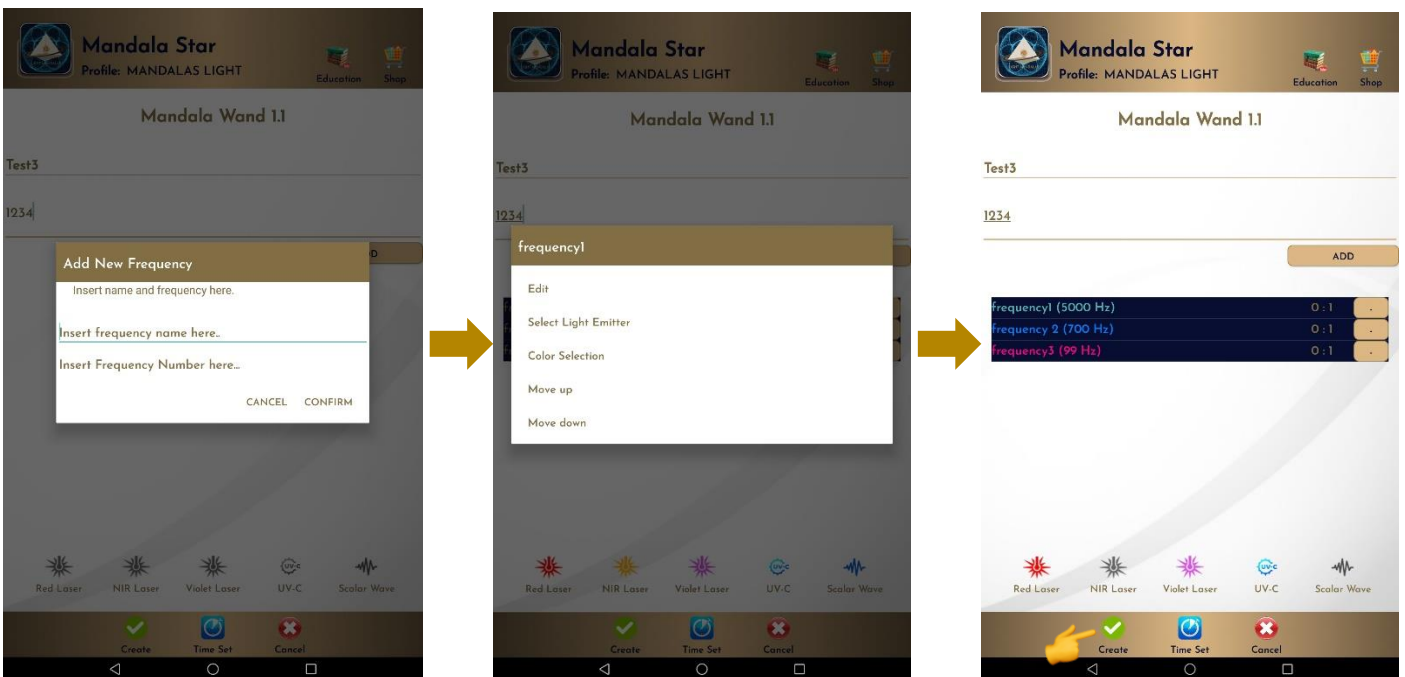 Mandala Star
Profile: MANDALAS LIGHT
Education
Shop
Mandala Wand 1.1
Test3
1234
Add New Frequency
Insert name and frequency here.
Insert frequency name here..
Insert Frequency Number here...
CANCEL CONFIRM
Red Laser
NIR Laser
Violet Laser
UV-C
Scalar Wave
Create
Time Set
Cancel
Mandala Star
Profile: MANDALAS LIGHT
Education
Shop
Mandala Wand 1.1
Test3
1234
frequency1
Edit
Select Light Emitter
Color Selection
Move up
Move down
Red Laser
NIR Laser
Violet Laser
UV-C
Scalar Wave
Create
Time Set
Cancel
Mandala Star
Profile: MANDALAS LIGHT
Education
Shop
Mandala Wand 1.1
Test3
1234
ADD
frequency1 (5000 Hz) 0 : 1 .
frequency 2 (700 Hz) 0 : 1 .
frequency3 (99 Hz) 0 : 1 .
Red Laser
NIR Laser
Violet Laser
UV-C
Scalar Wave
Create
Time Set
Cancel